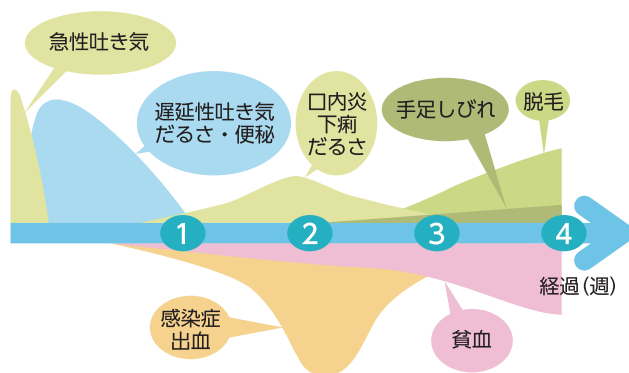 急性吐き気
遅延性吐き気
だるさ・便秘
口内炎
下痢
だるさ
手足しびれ
脱毛
1
2
3
4
経過(週)
感染症
出血
貧血